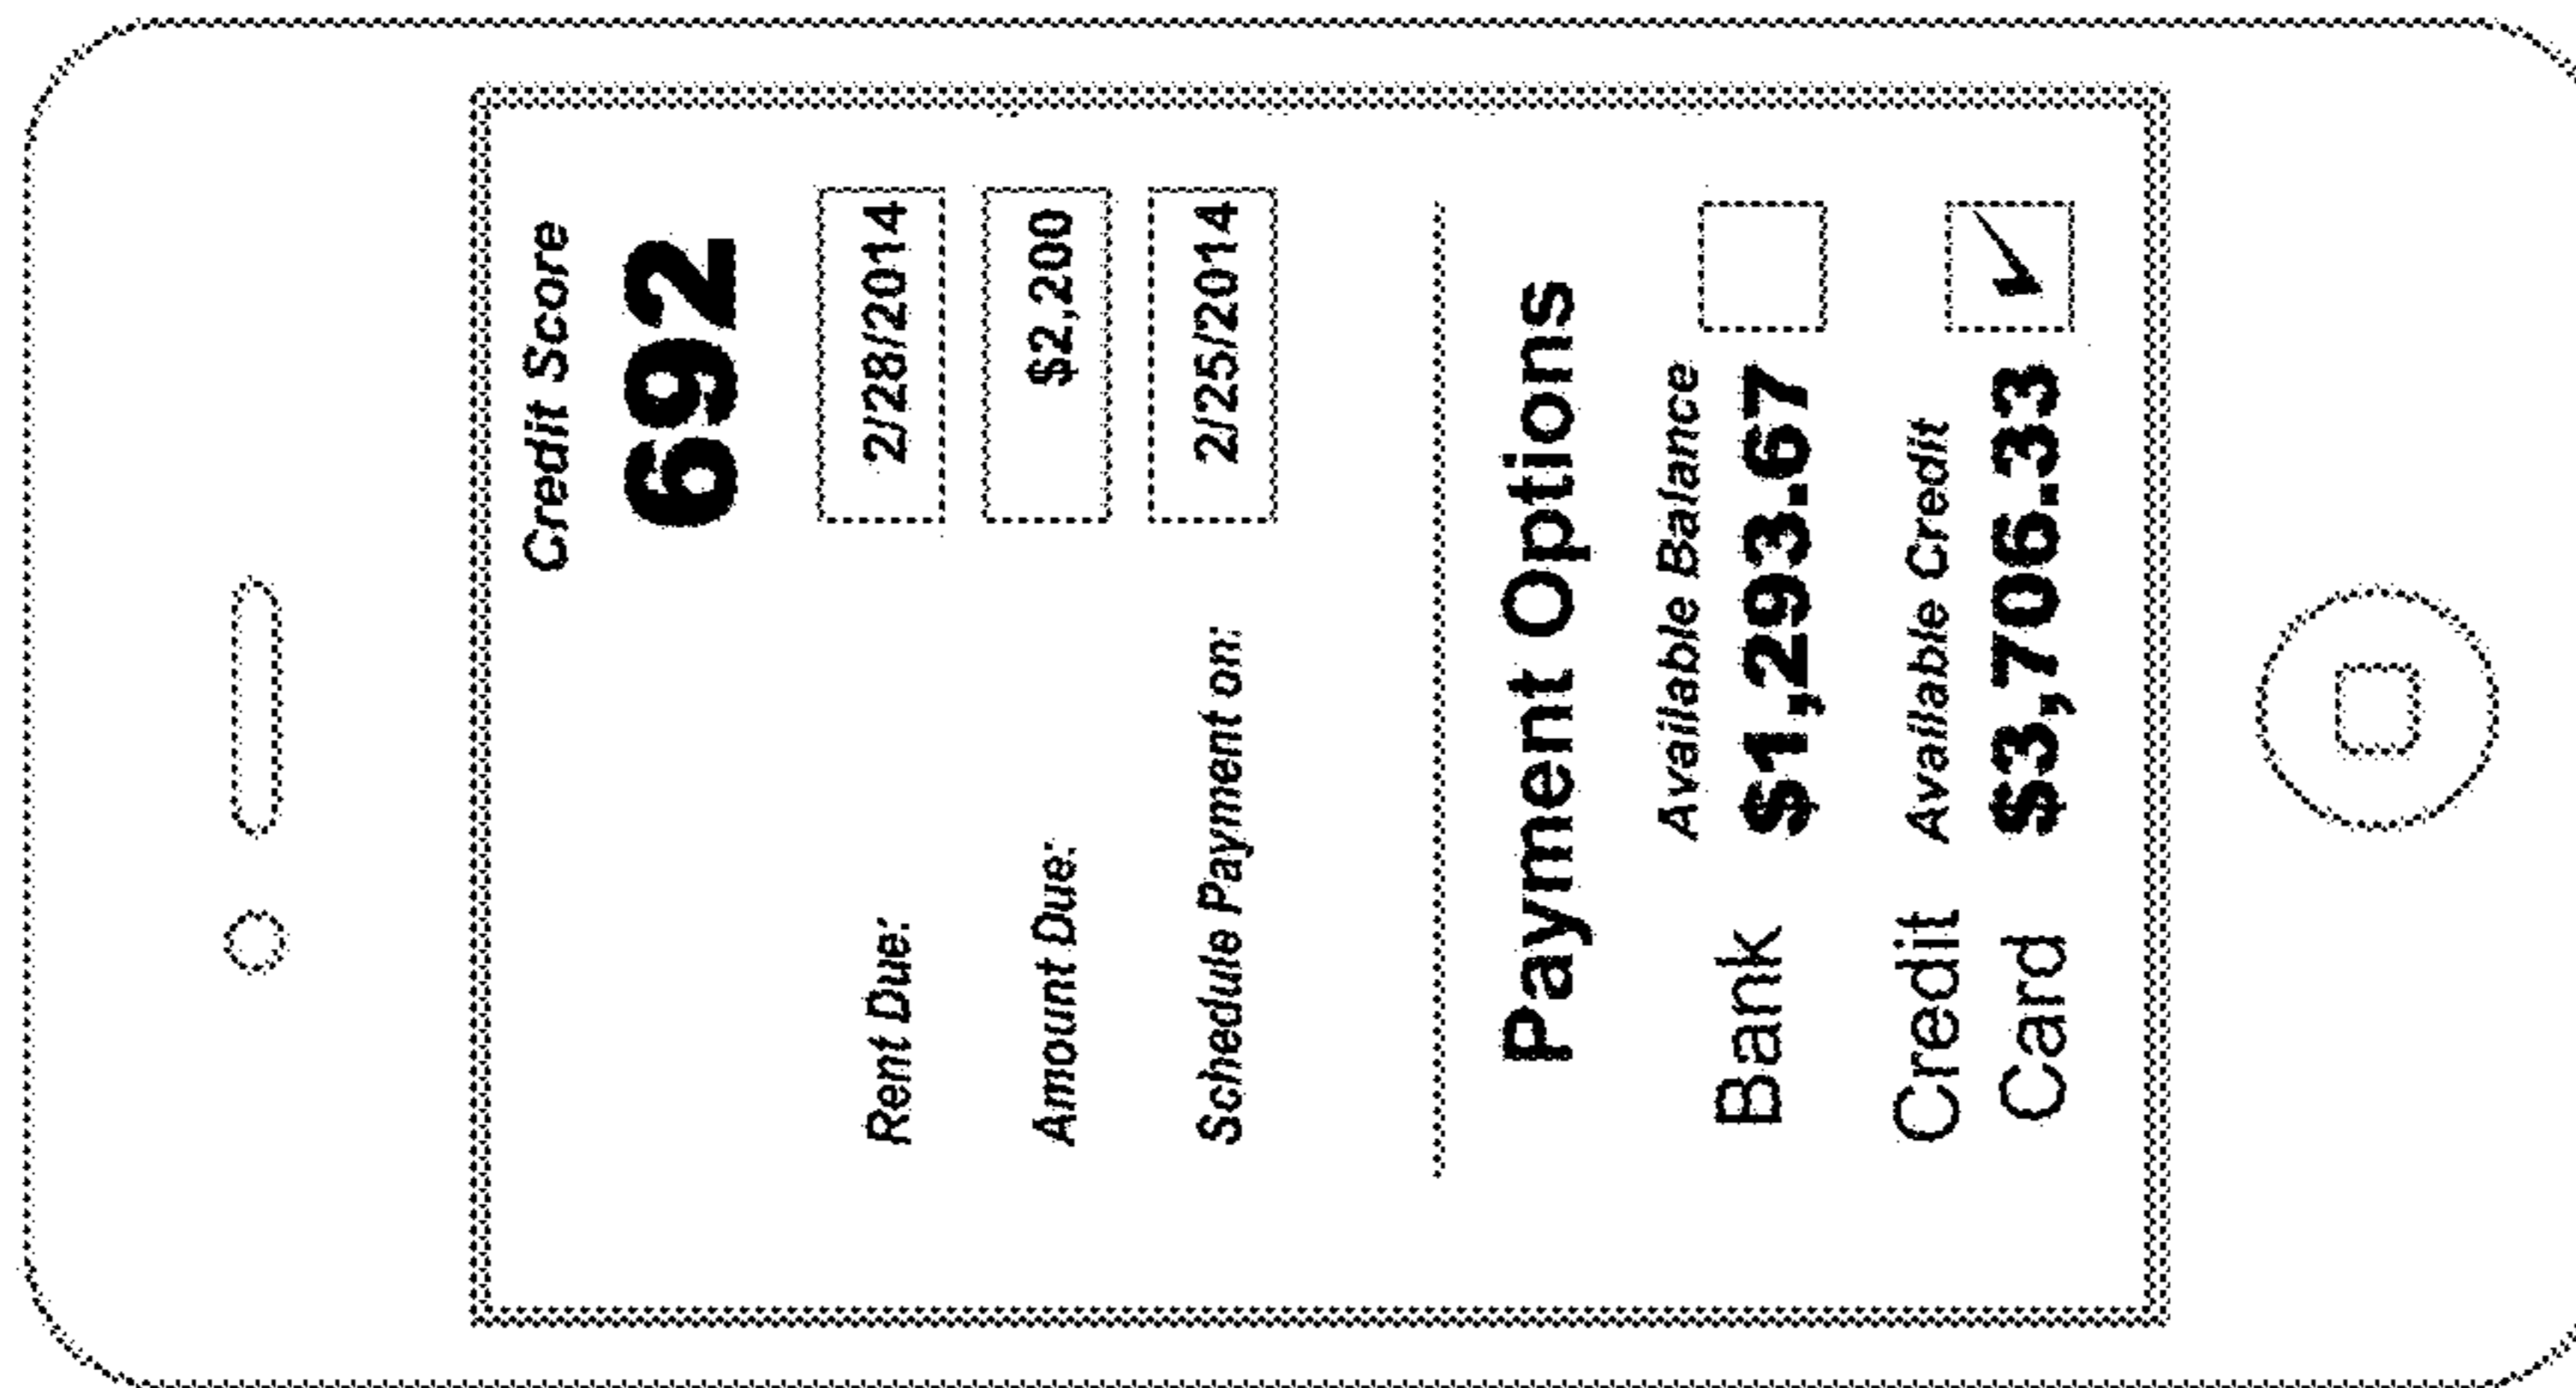 Credit Score
692
Rent Due: 2/28/2014
Amount Due: $2,200
Schedule Payment on: 2/25/2014
Payment Options
Available Balance
Bank $1,293.67
Credit Available Credit
Card $3,706.33